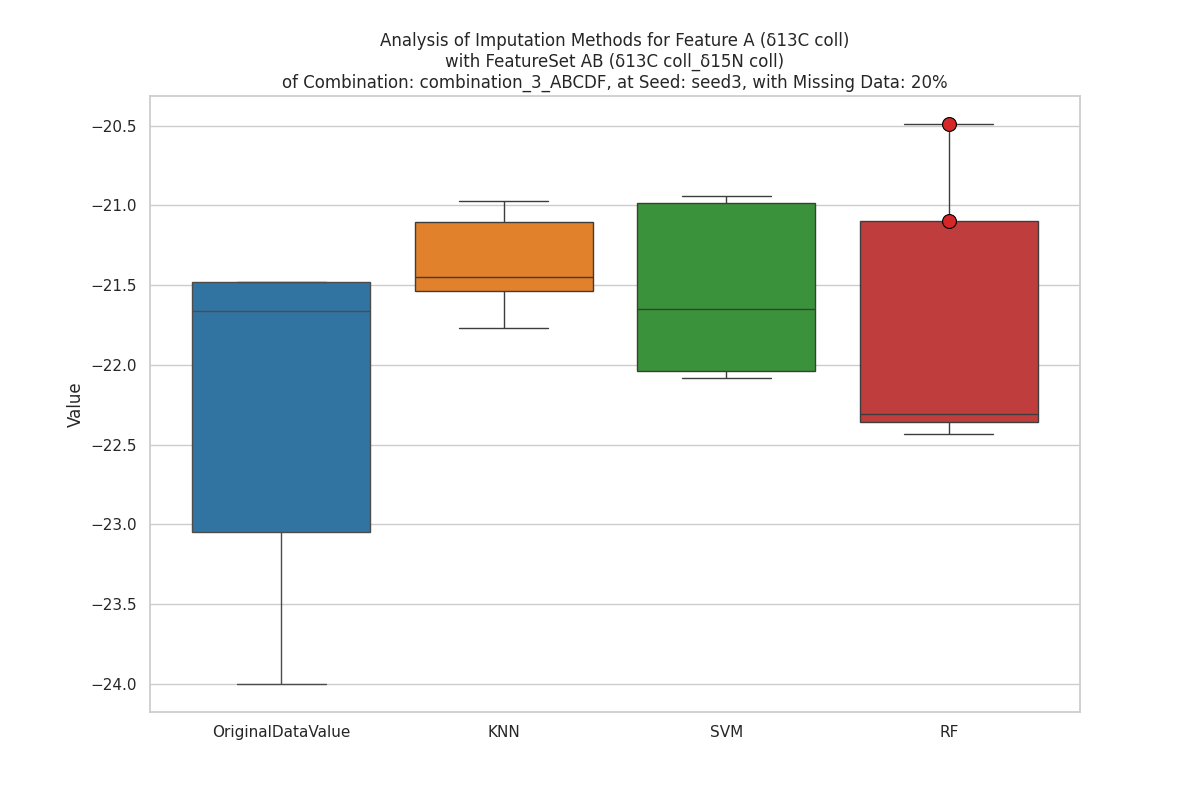 Analysis of Imputation Methods for Feature A (δ13C coll)
with FeatureSet AB (δ13C coll_δ15N coll)
of Combination: combination_3_ABCDF, at Seed: seed3, with Missing Data: 20%
−20.5
−21.0
−21.5
−22.0
−22.5
−23.0
−23.5
−24.0
Value
OriginalDataValue
KNN
SVM
RF